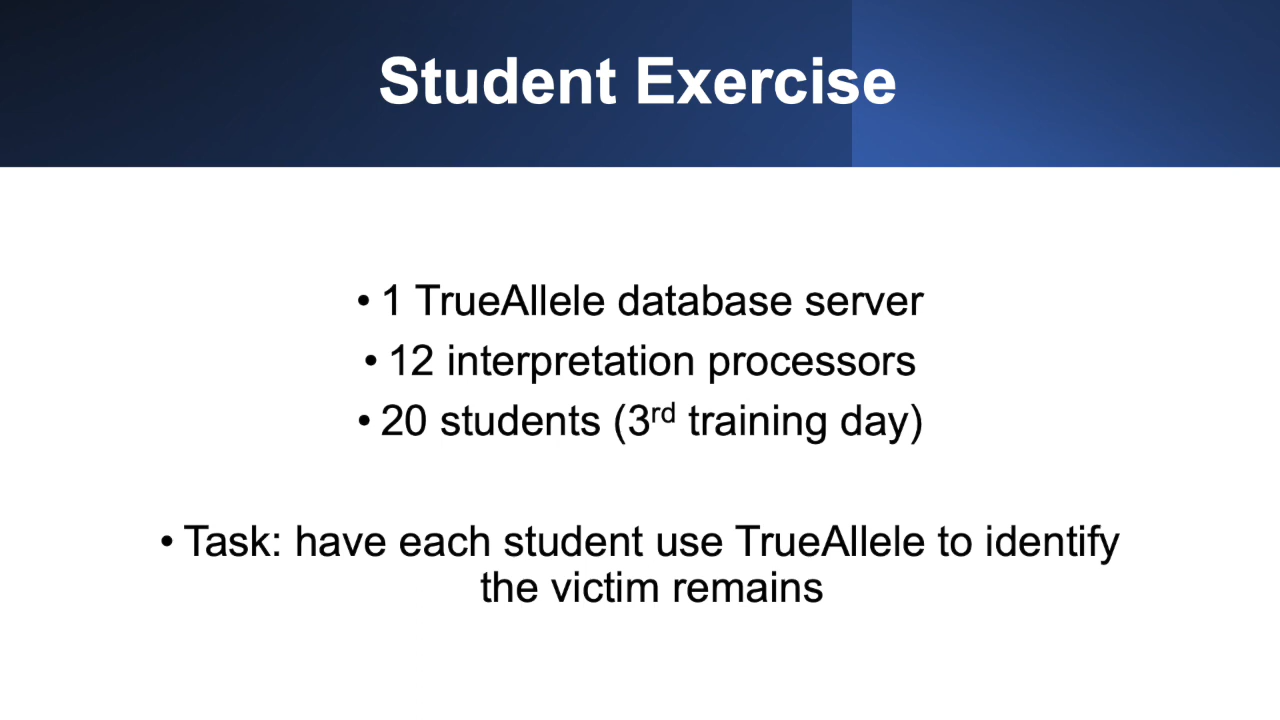 Student Exercise
• 1 TrueAllele database server
• 12 interpretation processors
• 20 students (3rd training day)
• Task: have each student use TrueAllele to identify
the victim remains